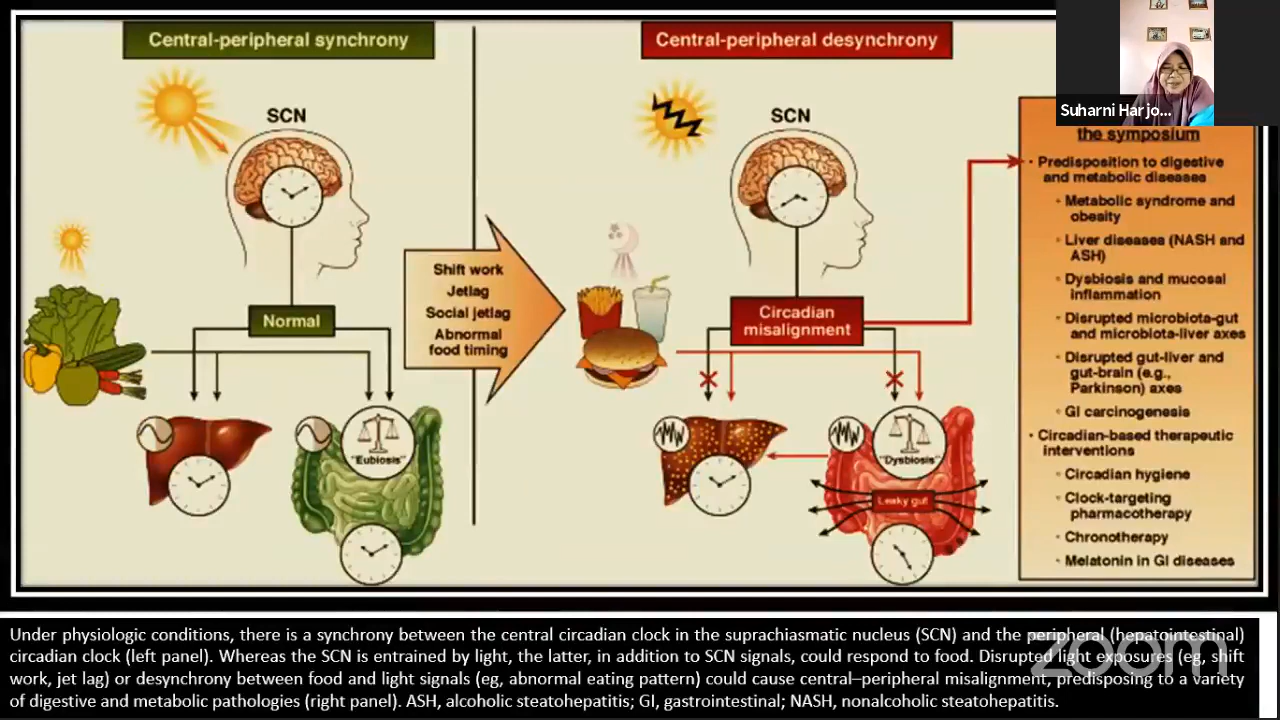 Central-peripheral synchrony
Central-peripheral desynchrony
Suharni Harjo...
SCN
SCN
the symposium
· Predisposition to digestive
and metabolic diseases
◦ Metabolic syndrome and
obesity
◦ Liver diseases (NASH and
ASH)
◦ Dysbiosis and mucosal
inflammation
◦ Disrupted microbiota-gut
and microbiota-liver axes
◦ Disrupted gut-liver and
gut-brain (e.g.,
Parkinson) axes
◦ GI carcinogenesis
· Circadian-based therapeutic
interventions
◦ Circadian hygiene
◦ Clock-targeting
pharmacotherapy
◦ Chronotherapy
◦ Melatonin in GI diseases
Shift work
Jetlag
Social jetlag
Abnormal
food timing
Normal
Circadian
misalignment
"Eubiosis"
"Dysbiosis"
Leaky gut
Under physiologic conditions, there is a synchrony between the central circadian clock in the suprachiasmatic nucleus (SCN) and the peripheral (hepatointestinal)
circadian clock (left panel). Whereas the SCN is entrained by light, the latter, in addition to SCN signals, could respond to food. Disrupted light exposures (eg, shift
work, jet lag) or desynchrony between food and light signals (eg, abnormal eating pattern) could cause central–peripheral misalignment, predisposing to a variety
of digestive and metabolic pathologies (right panel). ASH, alcoholic steatohepatitis; GI, gastrointestinal; NASH, nonalcoholic steatohepatitis.
zoom